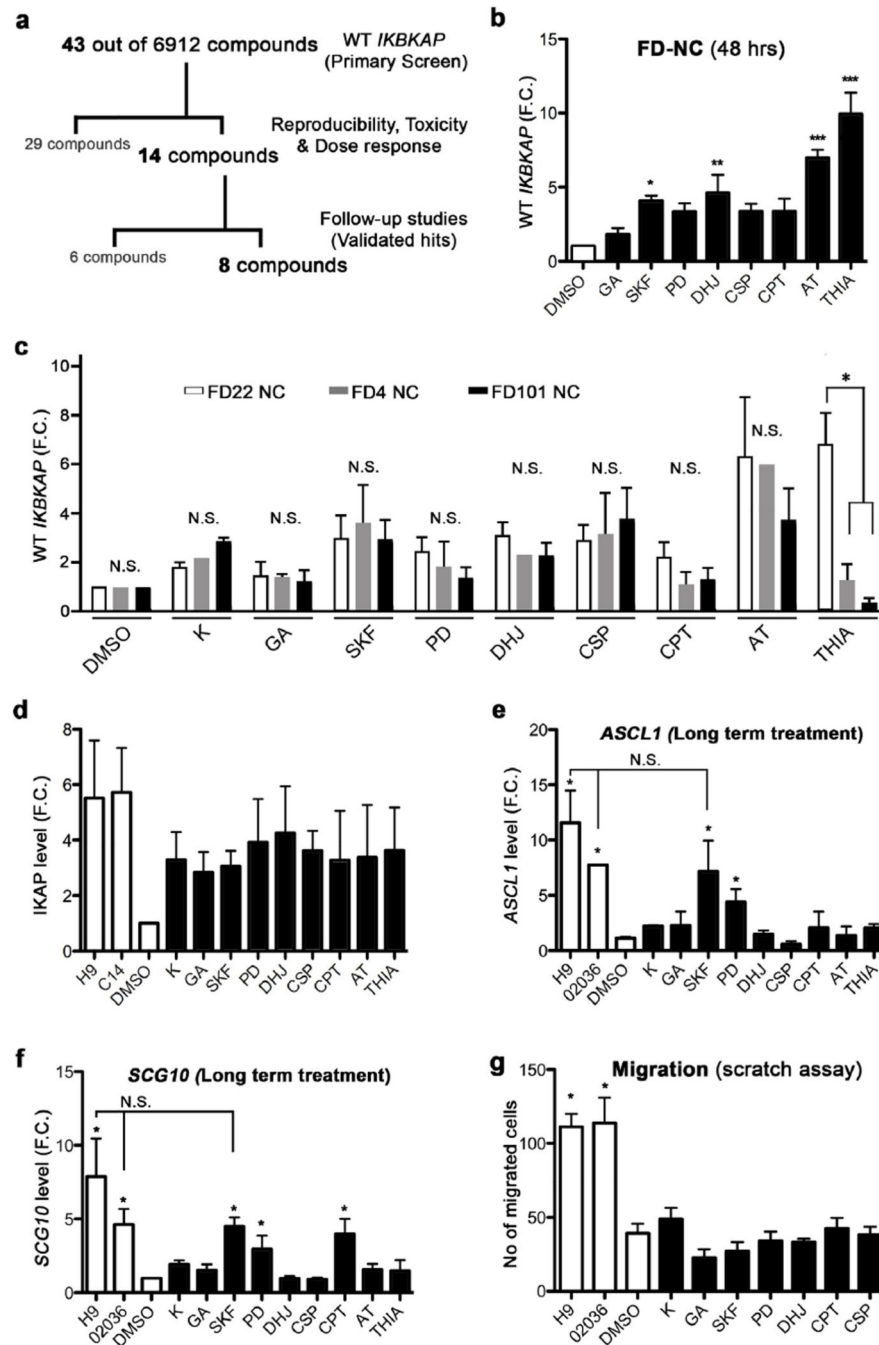 a
43 out of 6912 compounds
WT IKBKAP
(Primary Screen)
29 compounds
14 compounds
Reproducibility, Toxicity
& Dose response
6 compounds
8 compounds
Follow-up studies
(Validated hits)
b
FD-NC (48 hrs)
WT IKBKAP (F.C.)
15
10
5
0
* ** *** ***
DMSO GA SKF PD DHJ CSP CPT AT THIA
c
WT IKBKAP (F.C.)
10
8
6
4
2
0
FD22 NC FD4 NC FD101 NC
N.S. N.S. N.S. N.S. N.S. N.S. N.S. N.S. N.S. *
DMSO K GA SKF PD DHJ CSP CPT AT THIA
d
IKAP level (F.C.)
8
6
4
2
0
H9 C14 DMSO K GA SKF PD DHJ CSP CPT AT THIA
e
ASCL1 (Long term treatment)
ASCL1 level (F.C.)
20
15
10
5
0
N.S.
* * * *
H9 02036 DMSO K GA SKF PD DHJ CSP CPT AT THIA
f
SCG10 (Long term treatment)
SCG10 level (F.C.)
15
10
5
0
N.S.
* * * * *
H9 02036 DMSO K GA SKF PD DHJ CSP CPT AT THIA
g
Migration (scratch assay)
No of migrated cells
150
100
50
0
* *
H9 02036 DMSO K GA SKF PD DHJ CPT CSP